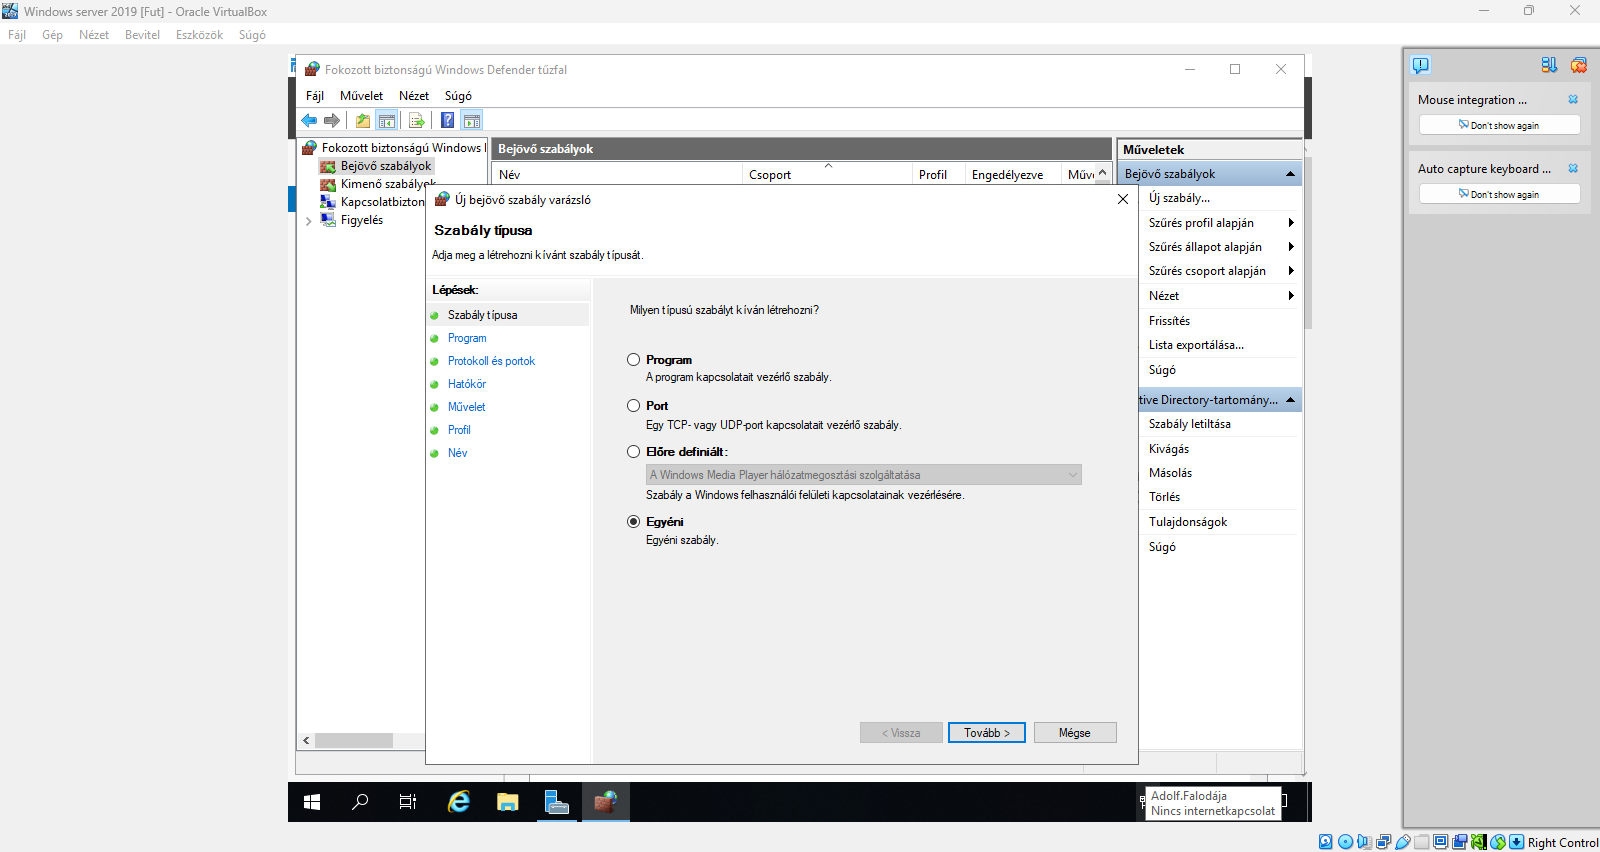 Windows server 2019 [Fut] - Oracle VirtualBox
Fájl Gép Nézet Bevitel Eszközök Súgó
Fokozott biztonságú Windows Defender tűzfal
Fájl Művelet Nézet Súgó
Fokozott biztonságú Windows
Bejövő szabályok
Kimenő szabályok
Kapcsolatbizton
Figyelés
Bejövő szabályok
Név Csoport Profil Engedélyezve Műv
Új bejövő szabály varázsló
Szabály típusa
Adja meg a létrehozni kívánt szabály típusát.
Lépések:
Szabály típusa
Program
Protokoll és portok
Hatókör
Művelet
Profil
Név
Milyen típusú szabályt kíván létrehozni?
Program
A program kapcsolatait vezérlő szabály.
Port
Egy TCP- vagy UDP-port kapcsolatait vezérlő szabály.
Előre definiált:
A Windows Media Player hálózatmegosztási szolgáltatása
Szabály a Windows felhasználói felületi kapcsolatainak vezérlésére.
Egyéni
Egyéni szabály.
< Vissza Tovább > Mégse
Műveletek
Bejövő szabályok
Új szabály...
Szűrés profil alapján
Szűrés állapot alapján
Szűrés csoport alapján
Nézet
Frissítés
Lista exportálása...
Súgó
tive Directory-tartomány...
Szabály letiltása
Kivágás
Másolás
Törlés
Tulajdonságok
Súgó
Adolf.Falodája
Nincs internetkapcsolat
Mouse integration ...
Don't show again
Auto capture keyboard ...
Don't show again
Right Control